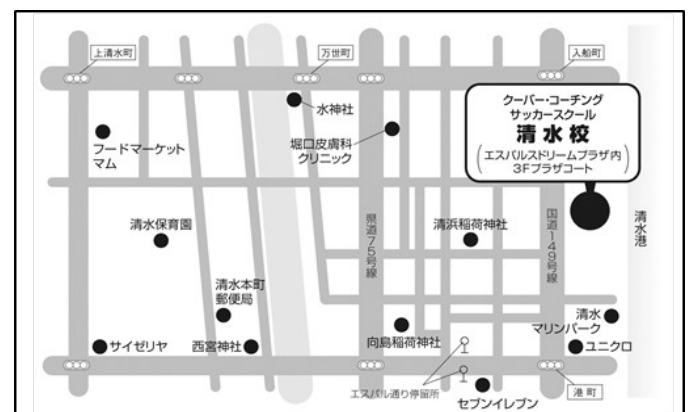 上清水町
万世町
入船町
水神社
クーバー・コーチング
サッカースクール
清水校
(エスパルスドリームプラザ内
3Fプラザコート)
フードマーケット
マム
堀口皮膚科
クリニック
清水保育園
県道75号線
清浜稲荷神社
国道149号線
清水港
清水本町
郵便局
清水
マリンパーク
サイゼリヤ
西宮神社
向島稲荷神社
ユニクロ
エスパル通り停留所
セブンイレブン
港町